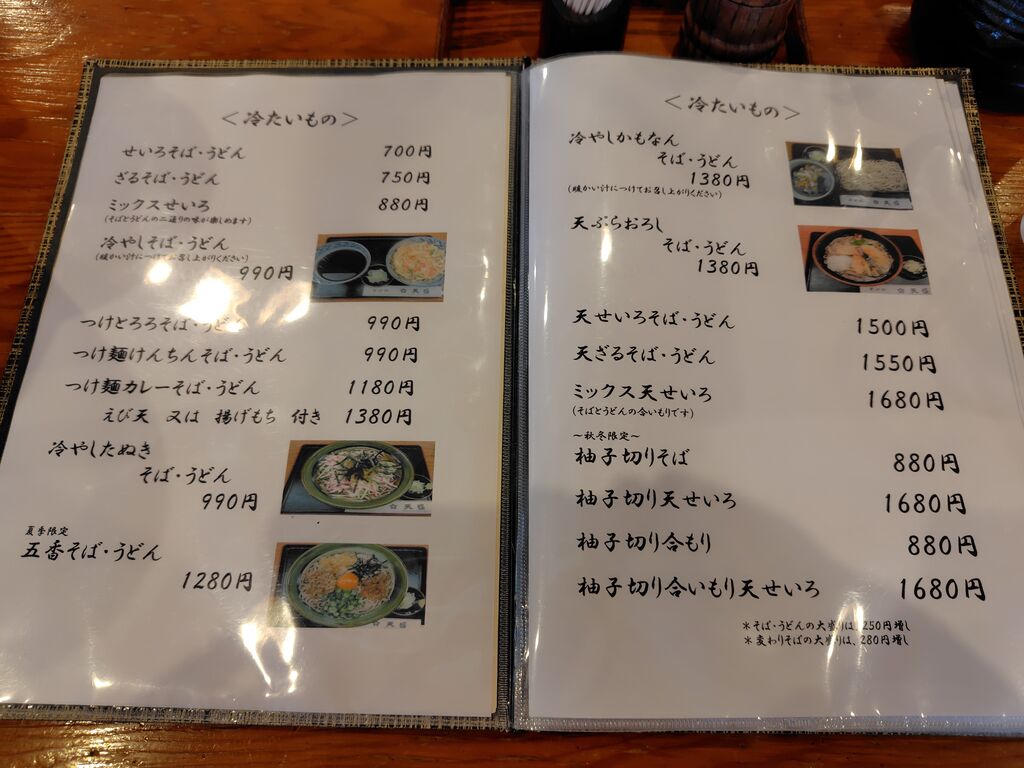 ＜冷たいもの＞
せいろそば・うどん 700円
ざるそば・うどん 750円
ミックスせいろ 880円
(そばとうどんの二通りの味が楽しめます)
冷やしそば・うどん
(暖かい汁につけてお召し上がりください)
990円
つけとろろそば・うどん 990円
つけ麺けんちんそば・うどん 990円
つけ麺カレーそば・うどん 1180円
えび天 又は 揚げもち 付き 1380円
冷やしたぬき
そば・うどん
990円
夏季限定
五香そば・うどん
1280円
＜冷たいもの＞
冷やしかもなん
そば・うどん
1380円
(暖かい汁につけてお召し上がりください)
天ぷらおろし
そば・うどん
1380円
天せいろそば・うどん 1500円
天ざるそば・うどん 1550円
ミックス天せいろ 1680円
(そばとうどんの合いもりです)
～秋冬限定～
柚子切りそば 880円
柚子切り天せいろ 1680円
柚子切り合もり 880円
柚子切り合いもり天せいろ 1680円
＊そば・うどんの大盛りは、250円増し
＊変わりそばの大盛りは、280円増し